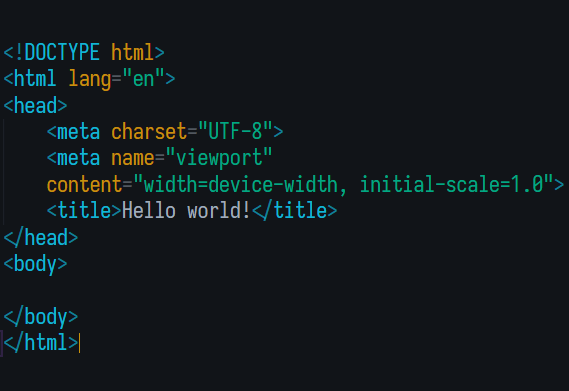 <!DOCTYPE html>
<html lang="en">
<head>
    <meta charset="UTF-8">
    <meta name="viewport"
    content="width=device-width, initial-scale=1.0">
    <title>Hello world!</title>
</head>
<body>

</body>
</html>